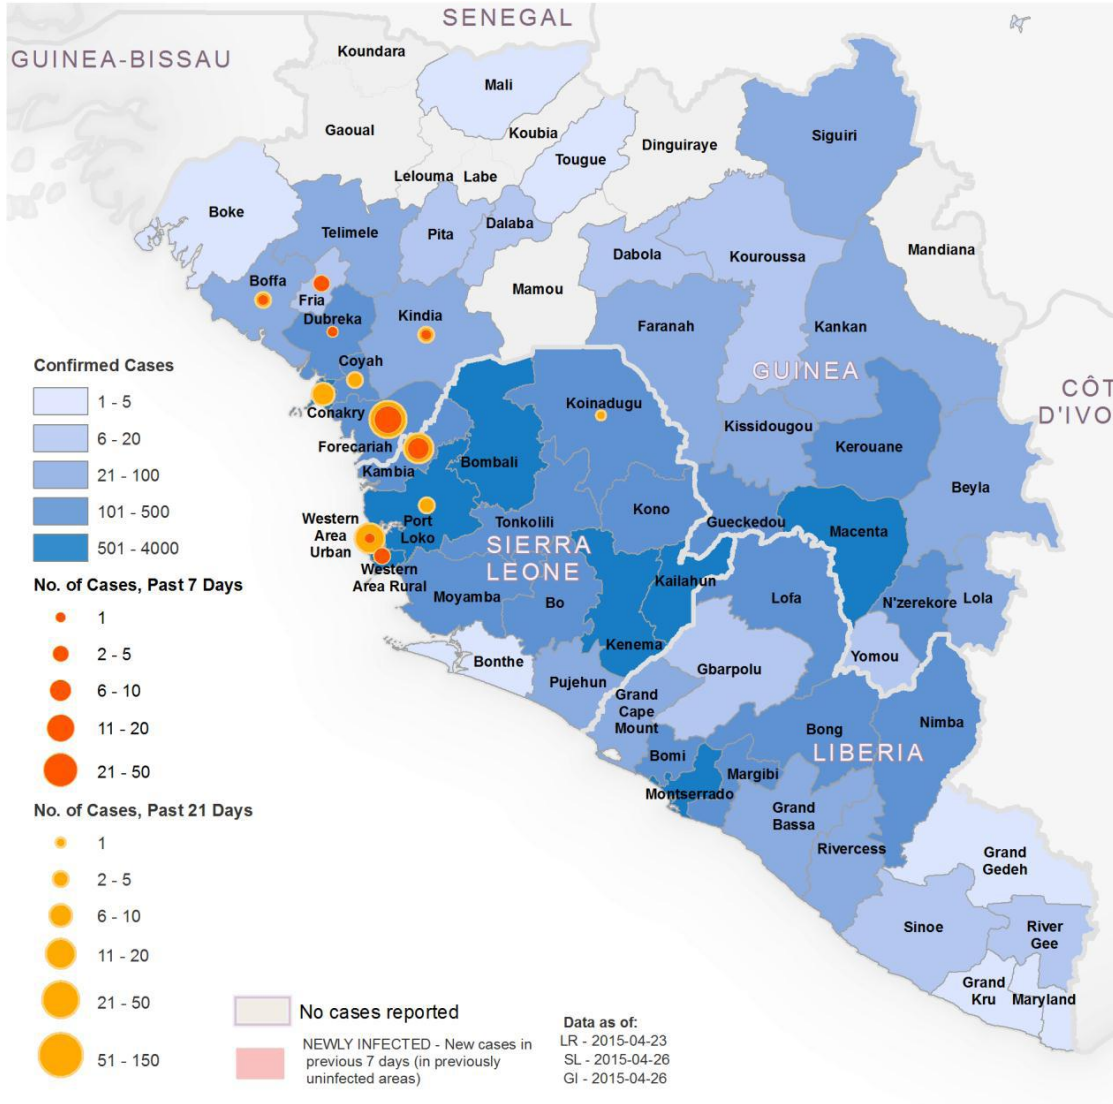 SENEGAL
GUINEA-BISSAU
Koundara
Mali
Siguiri
Gaoual
Koubia
Dinguiraye
Tougue
Lelouma
Labe
Boke
Telimele
Pita
Dalaba
Mandiana
Dabola
Kouroussa
Boffa
Mamou
Fria
Dubreka
Kindia
Faranah
Kankan
Coyah
GUINEA
CÔT
D'IVO
Conakry
Koinadugu
Kissidougou
Forecariah
Kerouane
Kambia
Bombali
Beyla
Port
Loko
Tonkolili
Kono
Gueckedou
Macenta
Western
Area
Urban
SIERRA
LEONE
Western
Area Rural
Kailahun
Moyamba
Bo
Lofa
N'zerekore
Lola
Kenema
Yomou
Bonthe
Gbarpolu
Pujehun
Grand
Cape
Mount
Bong
Nimba
Bomi
LIBERIA
Margibi
Montserrado
Grand
Bassa
Rivercess
Grand
Gedeh
Sinoe
River
Gee
Grand
Kru
Maryland
Confirmed Cases
1 - 5
6 - 20
21 - 100
101 - 500
501 - 4000
No. of Cases, Past 7 Days
1
2 - 5
6 - 10
11 - 20
21 - 50
No. of Cases, Past 21 Days
1
2 - 5
6 - 10
11 - 20
21 - 50
51 - 150
No cases reported
NEWLY INFECTED - New cases in
previous 7 days (in previously
uninfected areas)
Data as of:
LR - 2015-04-23
SL - 2015-04-26
GI - 2015-04-26